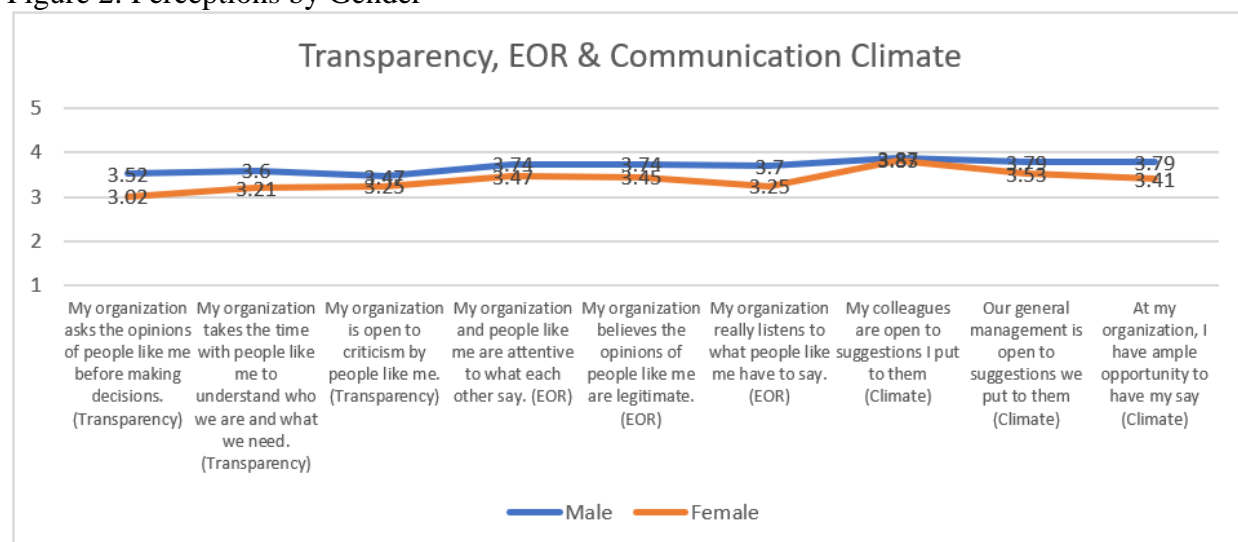 Figure 2. Perceptions by Gender
Transparency, EOR & Communication Climate
5
4
3
2
1
3.52
3.6
3.47
3.74
3.74
3.7
3.87
3.79
3.79
3.02
3.21
3.25
3.47
3.45
3.25
3.53
3.41
My organization
asks the opinions
of people like me
before making
decisions.
(Transparency)
My organization
takes the time
with people like
me to
understand who
we are and what
we need.
(Transparency)
My organization
is open to
criticism by
people like me.
(Transparency)
My organization
and people like
me are attentive
to what each
other say. (EOR)
My organization
believes the
opinions of
people like me
are legitimate.
(EOR)
My organization
really listens to
what people like
me have to say.
(EOR)
My colleagues
are open to
suggestions I put
to them
(Climate)
Our general
management is
open to
suggestions we
put to them
(Climate)
At my
organization, I
have ample
opportunity to
have my say
(Climate)
Male
Female